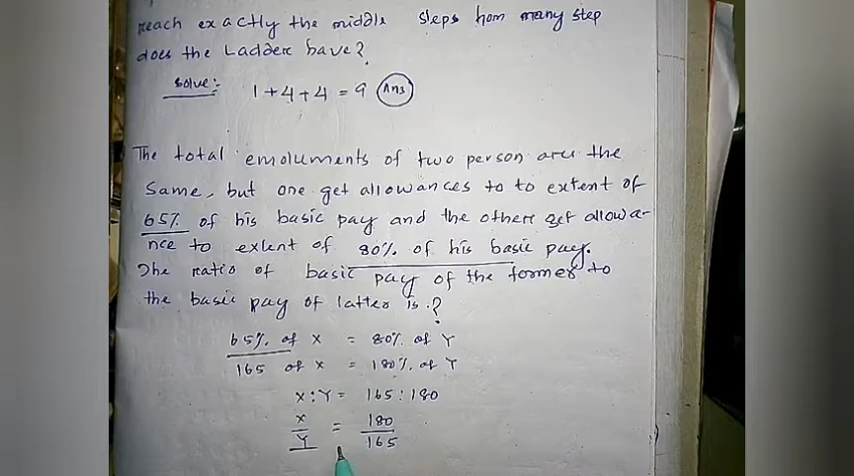 reach exactly the middle steps hom many step
does the Ladder have?
Solve:- 1+4+4 = 9 Ans
The total emoluments of two person are the
same, but one get allowances to to extent of
65% of his basic pay and the others get allowa-
nce to extent of 80% of his basic pay.
The ratio of basic pay of the former to
the basic pay of latter is?
65% of X = 80% of Y
165 of X = 180% of Y
X:Y = 165:180
X/Y = 180/165